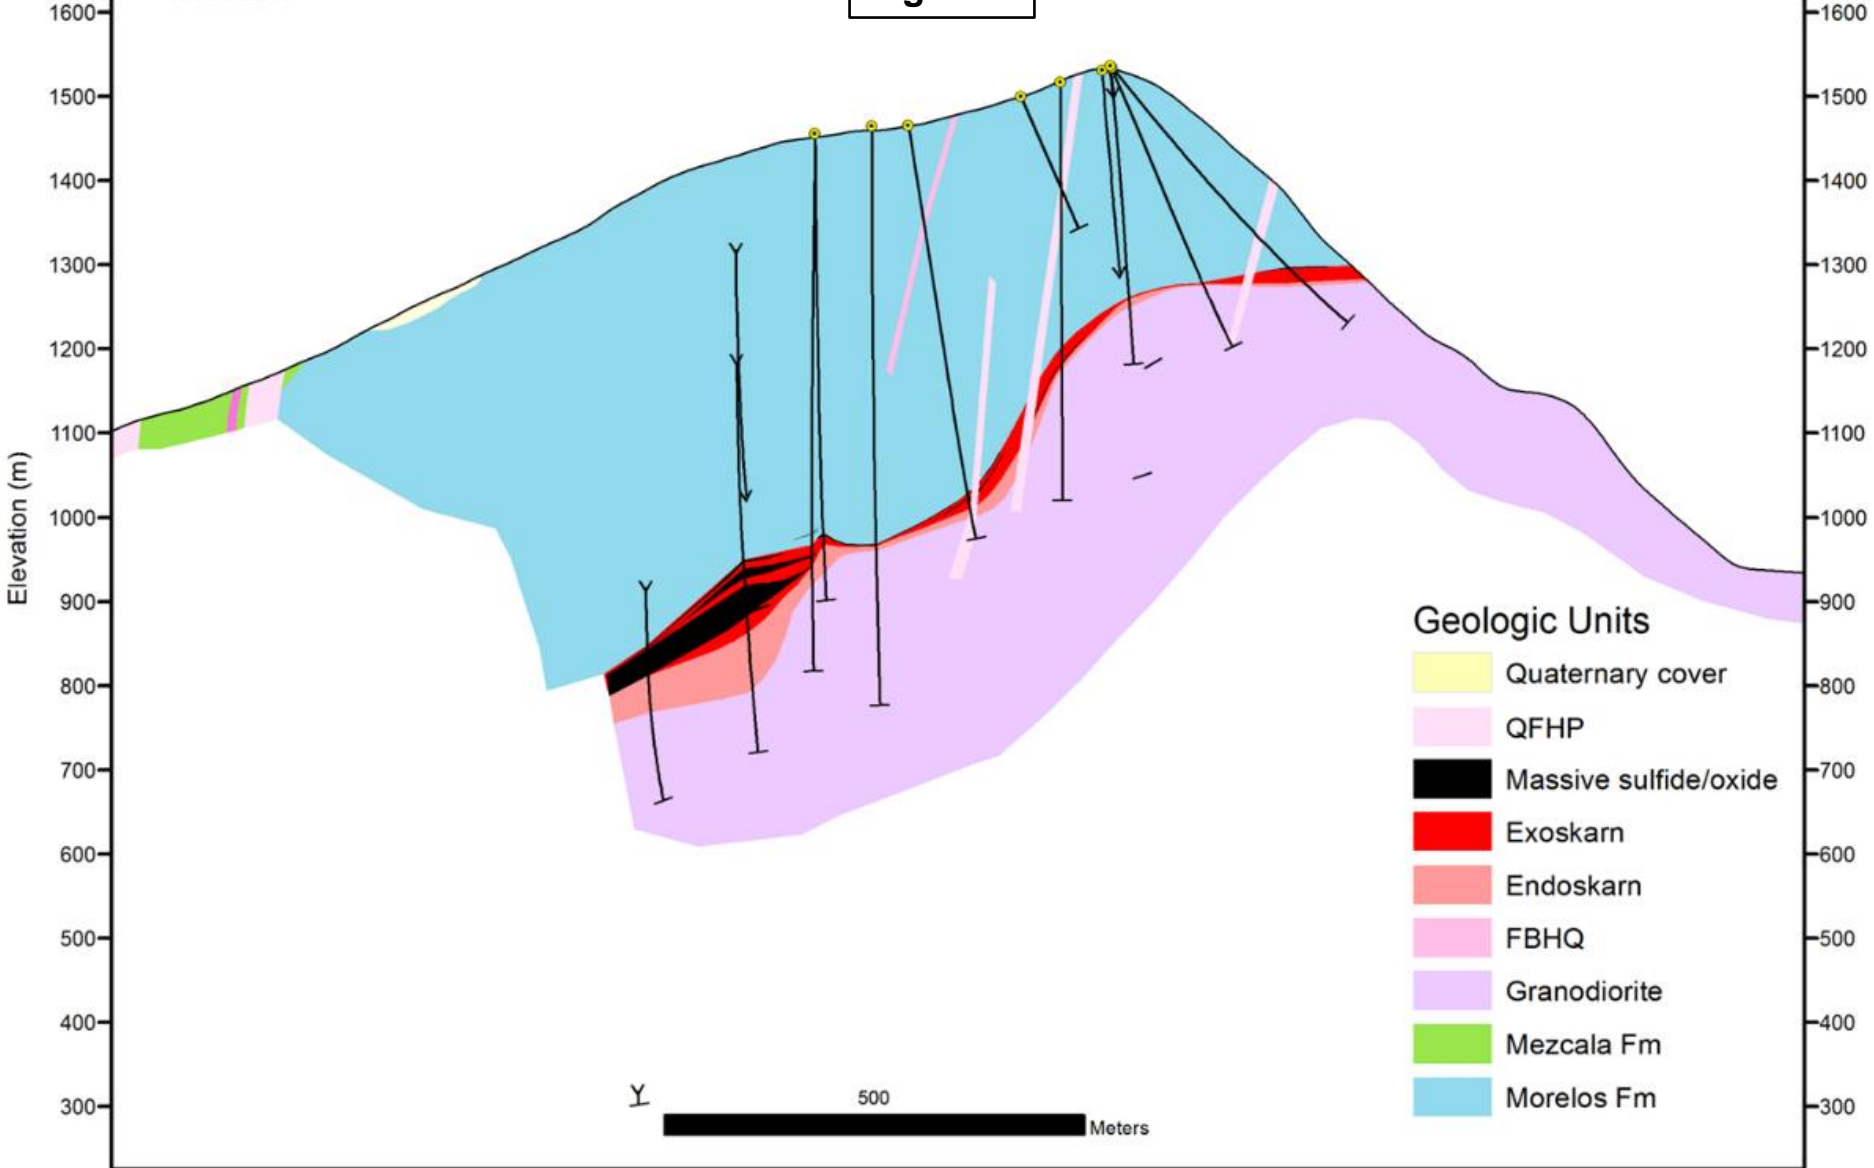 1600
1500
1400
1300
1200
1100
1000
900
800
700
600
500
400
300
Elevation (m)
1600
1500
1400
1300
1200
1100
1000
900
800
700
600
500
400
300
Geologic Units
Quaternary cover
QFHP
Massive sulfide/oxide
Exoskarn
Endoskarn
FBHQ
Granodiorite
Mezcala Fm
Morelos Fm
500
Meters